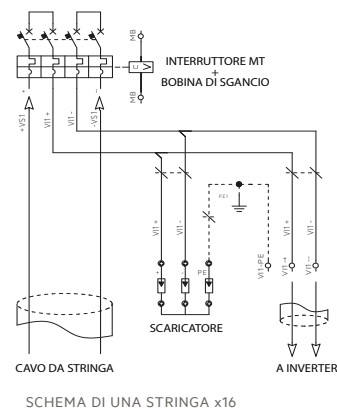 MB
INTERRUTTORE MT
+
BOBINA DI SGANCIO
C V
MB
+
-
+VS1
VI1 +
VI1 -
-VS1
PE1
VI1 +
VI1 -
VI1-PE
VI1 -
+
-
PE
SCARICATORE
CAVO DA STRINGA
A INVERTER
SCHEMA DI UNA STRINGA x16